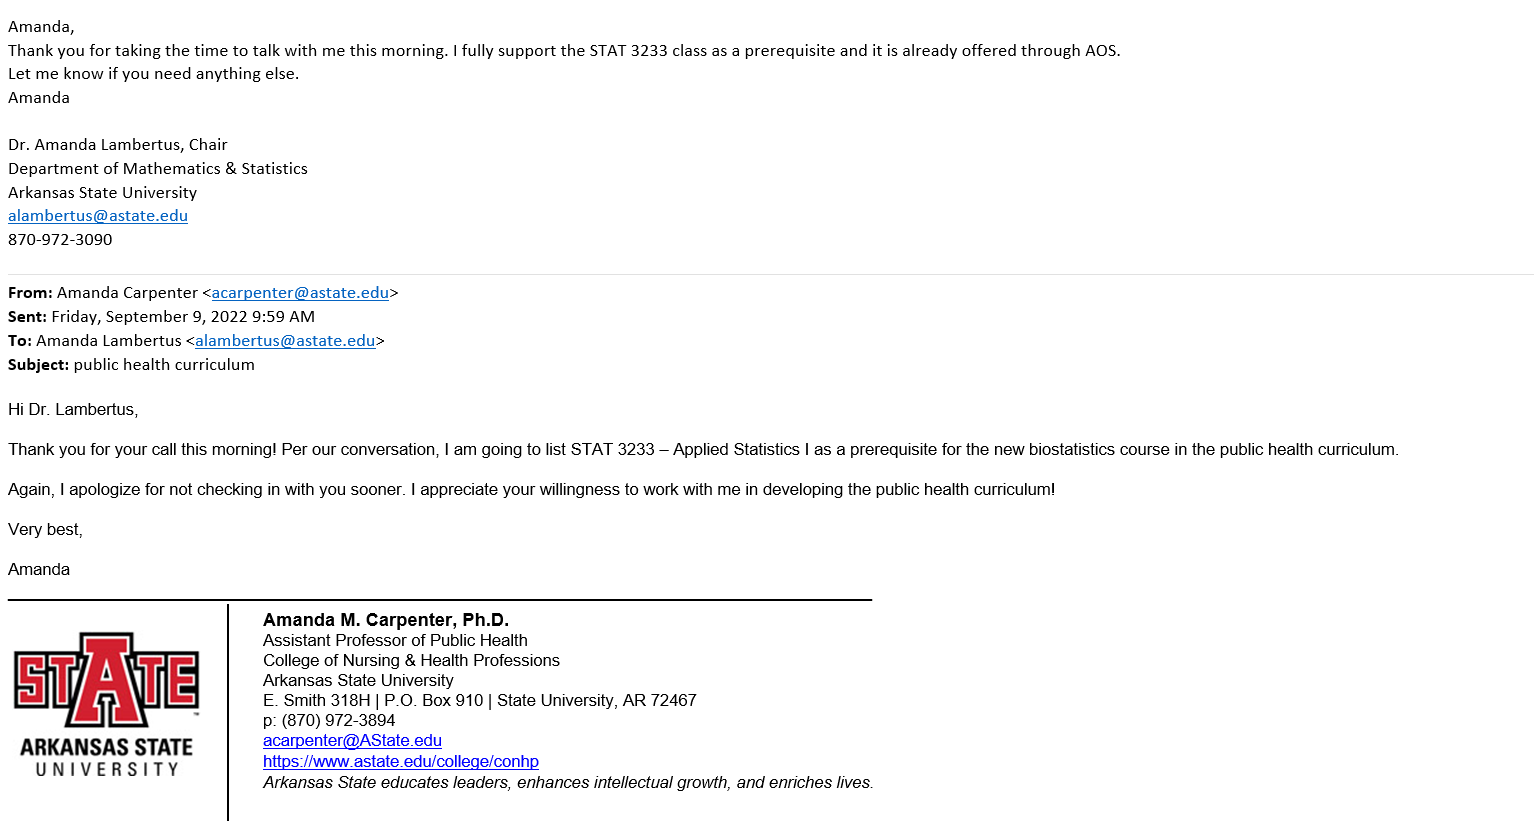 Amanda,
Thank you for taking the time to talk with me this morning. I fully support the STAT 3233 class as a prerequisite and it is already offered through AOS.
Let me know if you need anything else.
Amanda
Dr. Amanda Lambertus, Chair
Department of Mathematics & Statistics
Arkansas State University
alambertus@astate.edu
870-972-3090
From: Amanda Carpenter <acarpenter@astate.edu>
Sent: Friday, September 9, 2022 9:59 AM
To: Amanda Lambertus <alambertus@astate.edu>
Subject: public health curriculum
Hi Dr. Lambertus,
Thank you for your call this morning! Per our conversation, I am going to list STAT 3233 – Applied Statistics I as a prerequisite for the new biostatistics course in the public health curriculum.
Again, I apologize for not checking in with you sooner. I appreciate your willingness to work with me in developing the public health curriculum!
Very best,
Amanda
STATE
ARKANSAS STATE
UNIVERSITY
Amanda M. Carpenter, Ph.D.
Assistant Professor of Public Health
College of Nursing & Health Professions
Arkansas State University
E. Smith 318H | P.O. Box 910 | State University, AR 72467
p: (870) 972-3894
acarpenter@AState.edu
https://www.astate.edu/college/conhp
Arkansas State educates leaders, enhances intellectual growth, and enriches lives.